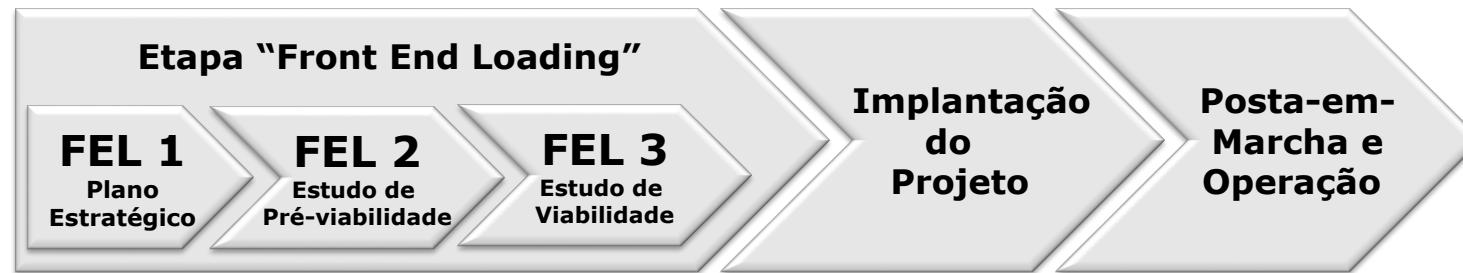 Etapa “Front End Loading”
FEL 1
Plano
Estratégico
FEL 2
Estudo de
Pré-viabilidade
FEL 3
Estudo de
Viabilidade
Implantação
do
Projeto
Posta-em-
Marcha e
Operação